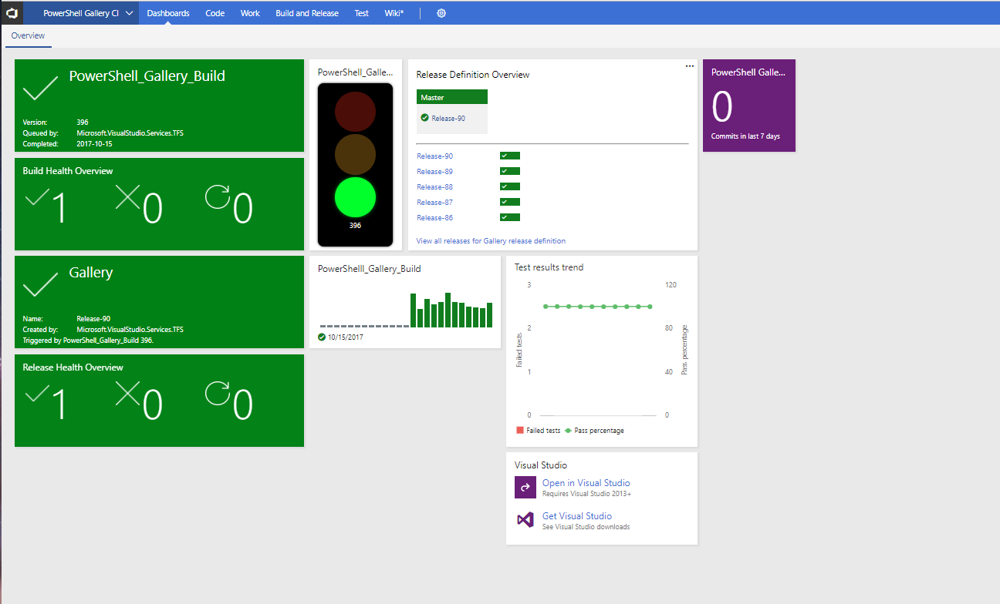 PowerShell Gallery CI
Dashboards
Code
Work
Build and Release
Test
Wiki*
Overview
PowerShell_Gallery_Build
Version: 396
Queued by: Microsoft.VisualStudio.Services.TFS
Completed: 2017-10-15
PowerShell_Galle...
396
Release Definition Overview
Master
Release-90
Release-90
Release-89
Release-88
Release-87
Release-86
View all releases for Gallery release definition
PowerShell Galle...
0
Commits in last 7 days
Build Health Overview
1 0 0
Gallery
Name: Release-90
Created by: Microsoft.VisualStudio.Services.TFS
Triggered by PowerShell_Gallery_Build 396.
PowerShelll_Gallery_Build
10/15/2017
Test results trend
3 120
2 80
1 40
0 0
Failed tests
Pass percentage
Failed tests Pass percentage
Release Health Overview
1 0 0
Visual Studio
Open in Visual Studio
Requires Visual Studio 2013+
Get Visual Studio
See Visual Studio downloads